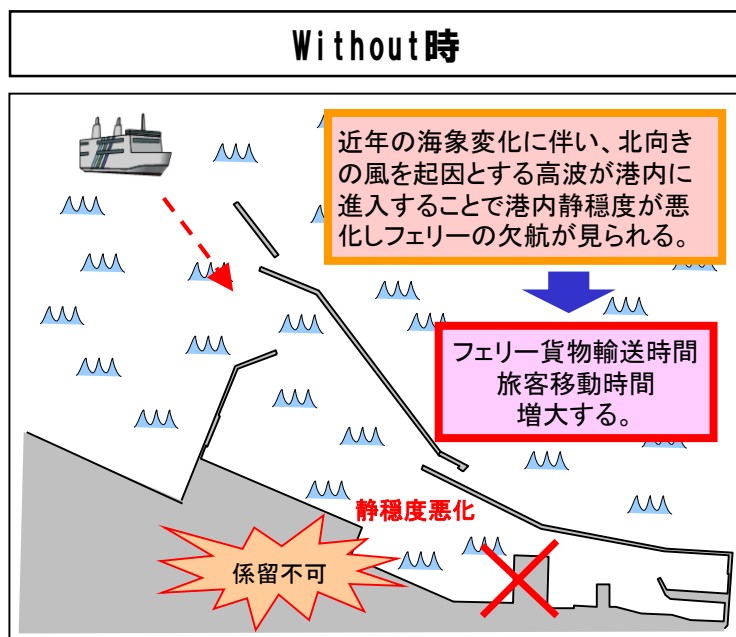 Without時
近年の海象変化に伴い、北向き
の風を起因とする高波が港内に
進入することで港内静穏度が悪
化しフェリーの欠航が見られる。
フェリー貨物輸送時間
旅客移動時間
増大する。
静穏度悪化
係留不可